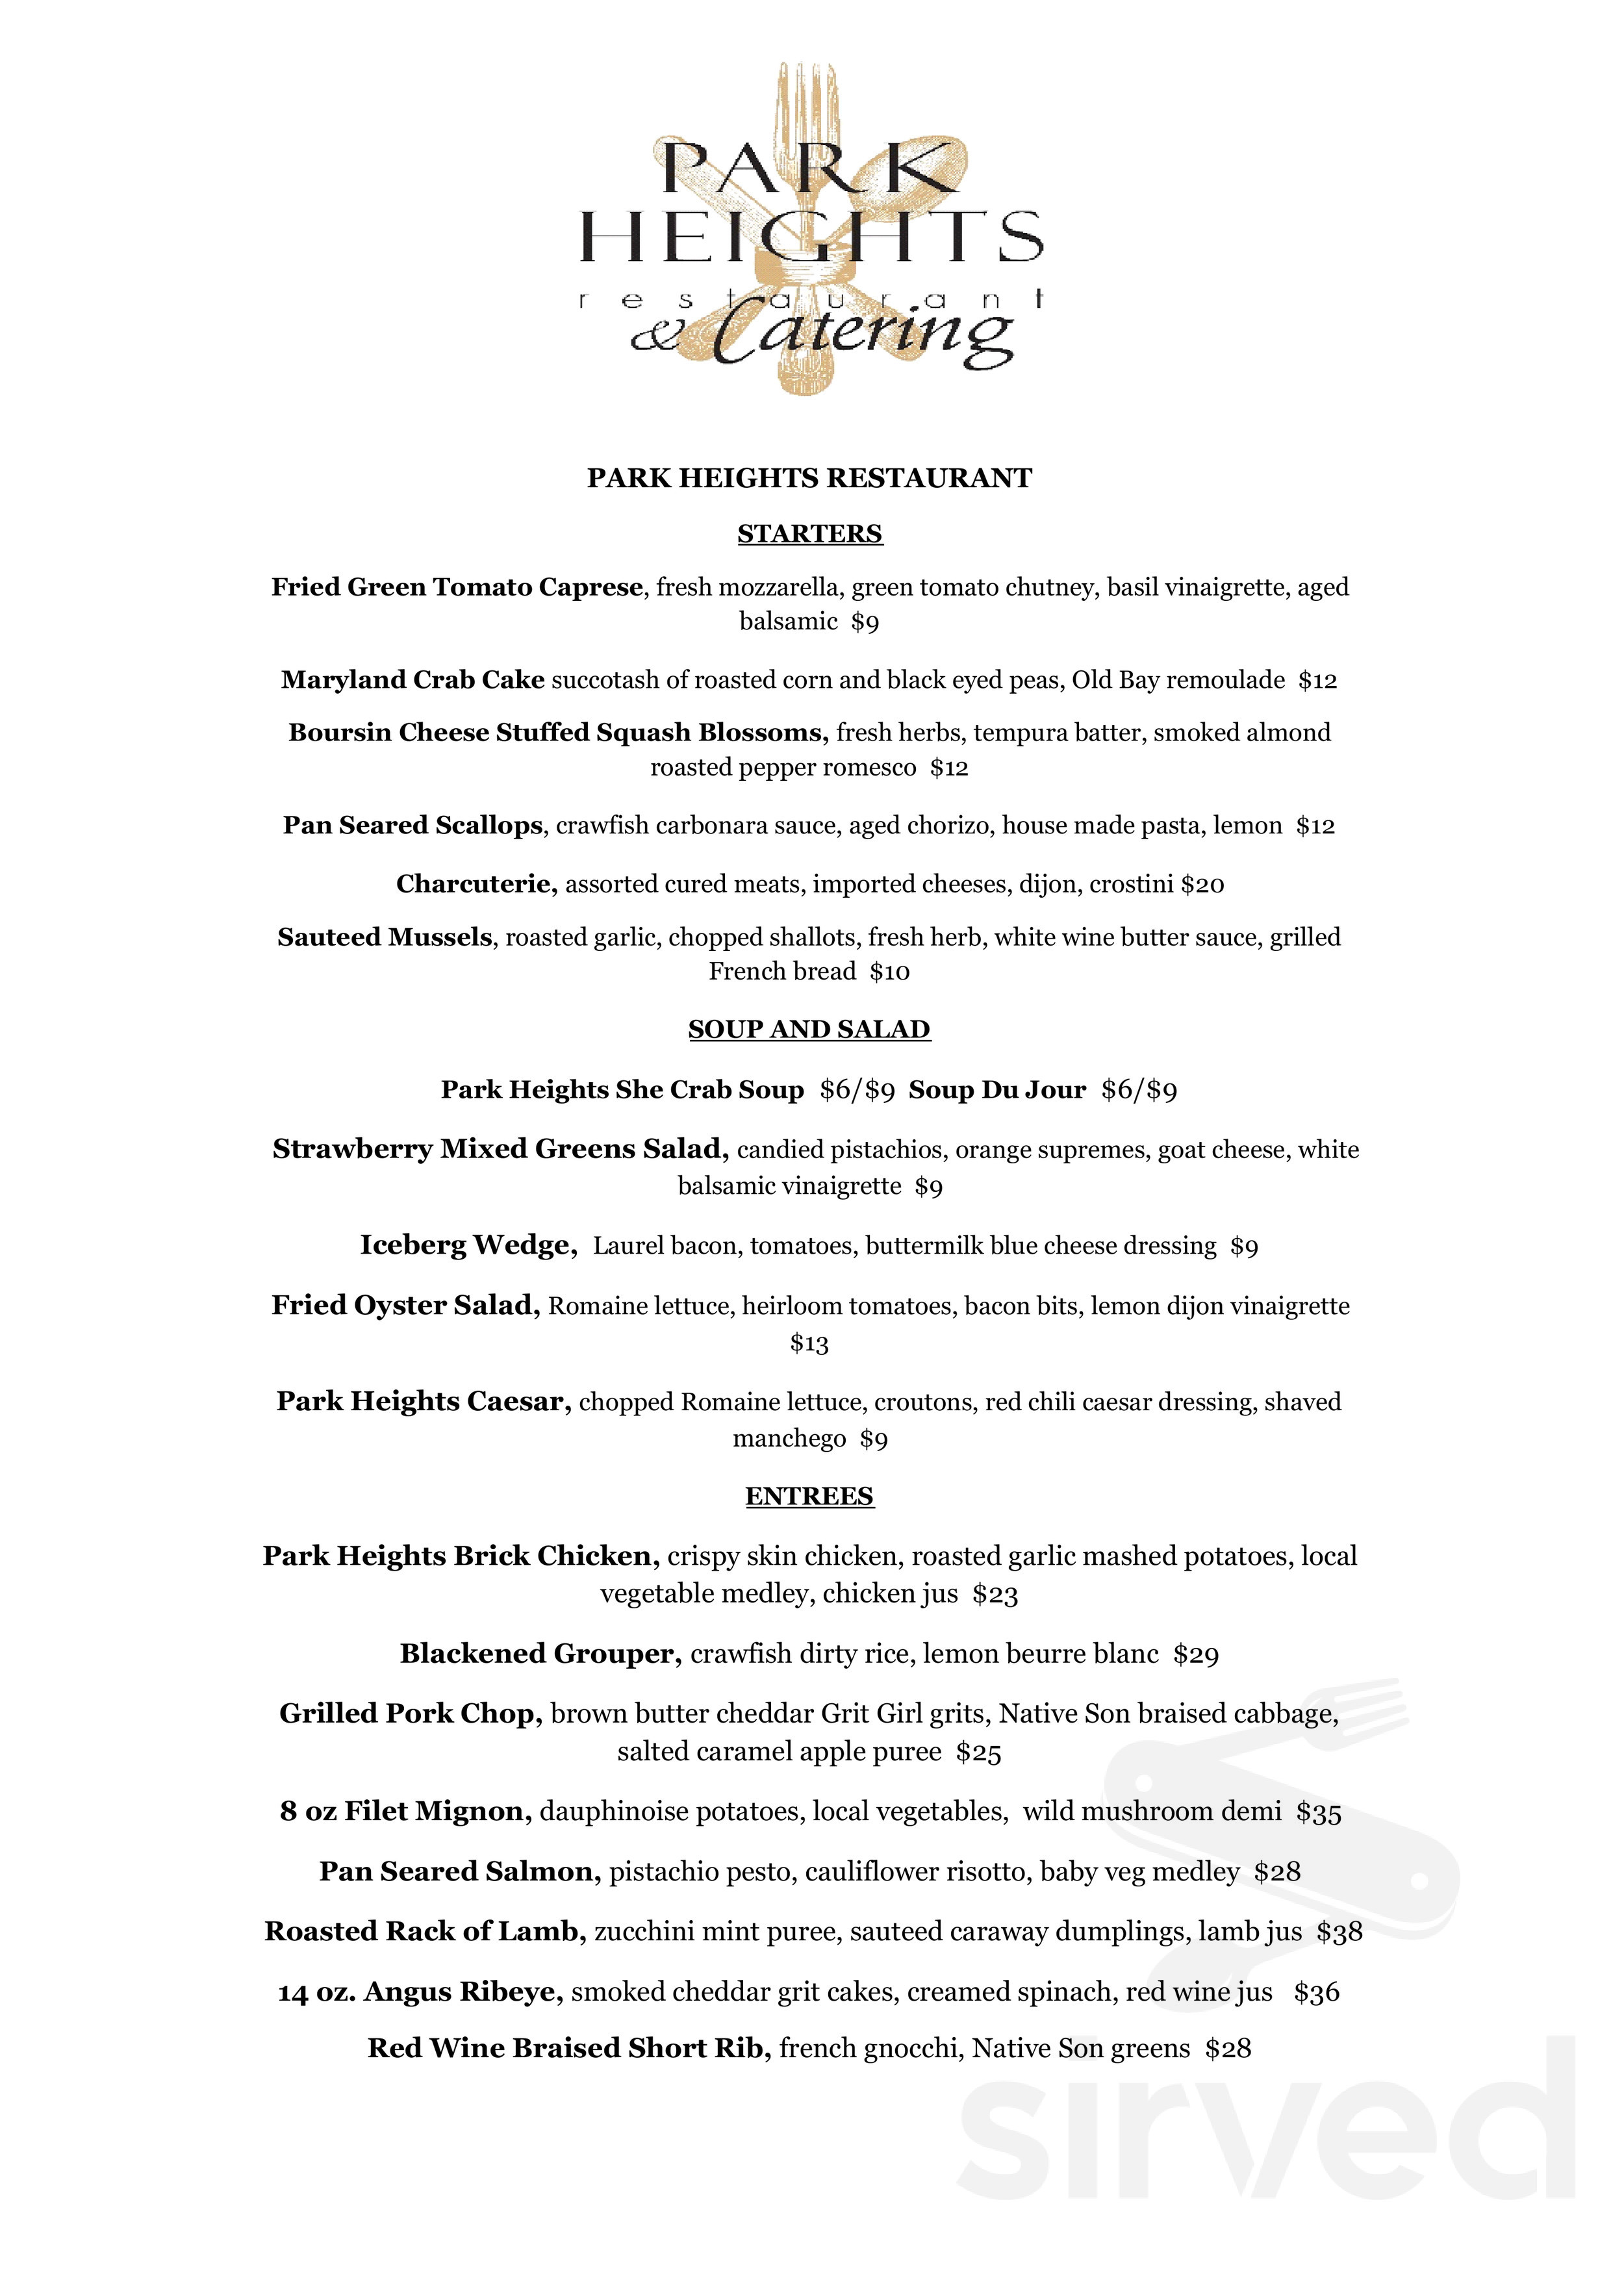 PARK
HEIGHTS
restaurant
& Catering
PARK HEIGHTS RESTAURANT
STARTERS
Fried Green Tomato Caprese, fresh mozzarella, green tomato chutney, basil vinaigrette, aged
balsamic $9
Maryland Crab Cake succotash of roasted corn and black eyed peas, Old Bay remoulade $12
Boursin Cheese Stuffed Squash Blossoms, fresh herbs, tempura batter, smoked almond
roasted pepper romesco $12
Pan Seared Scallops, crawfish carbonara sauce, aged chorizo, house made pasta, lemon $12
Charcuterie, assorted cured meats, imported cheeses, dijon, crostini $20
Sauteed Mussels, roasted garlic, chopped shallots, fresh herb, white wine butter sauce, grilled
French bread $10
SOUP AND SALAD
Park Heights She Crab Soup $6/$9 Soup Du Jour $6/$9
Strawberry Mixed Greens Salad, candied pistachios, orange supremes, goat cheese, white
balsamic vinaigrette $9
Iceberg Wedge, Laurel bacon, tomatoes, buttermilk blue cheese dressing $9
Fried Oyster Salad, Romaine lettuce, heirloom tomatoes, bacon bits, lemon dijon vinaigrette
$13
Park Heights Caesar, chopped Romaine lettuce, croutons, red chili caesar dressing, shaved
manchego $9
ENTREES
Park Heights Brick Chicken, crispy skin chicken, roasted garlic mashed potatoes, local
vegetable medley, chicken jus $23
Blackened Grouper, crawfish dirty rice, lemon beurre blanc $29
Grilled Pork Chop, brown butter cheddar Grit Girl grits, Native Son braised cabbage,
salted caramel apple puree $25
8 oz Filet Mignon, dauphinoise potatoes, local vegetables, wild mushroom demi $35
Pan Seared Salmon, pistachio pesto, cauliflower risotto, baby veg medley $28
Roasted Rack of Lamb, zucchini mint puree, sauteed caraway dumplings, lamb jus $38
14 oz. Angus Ribeye, smoked cheddar grit cakes, creamed spinach, red wine jus $36
Red Wine Braised Short Rib, french gnocchi, Native Son greens $28
sirved